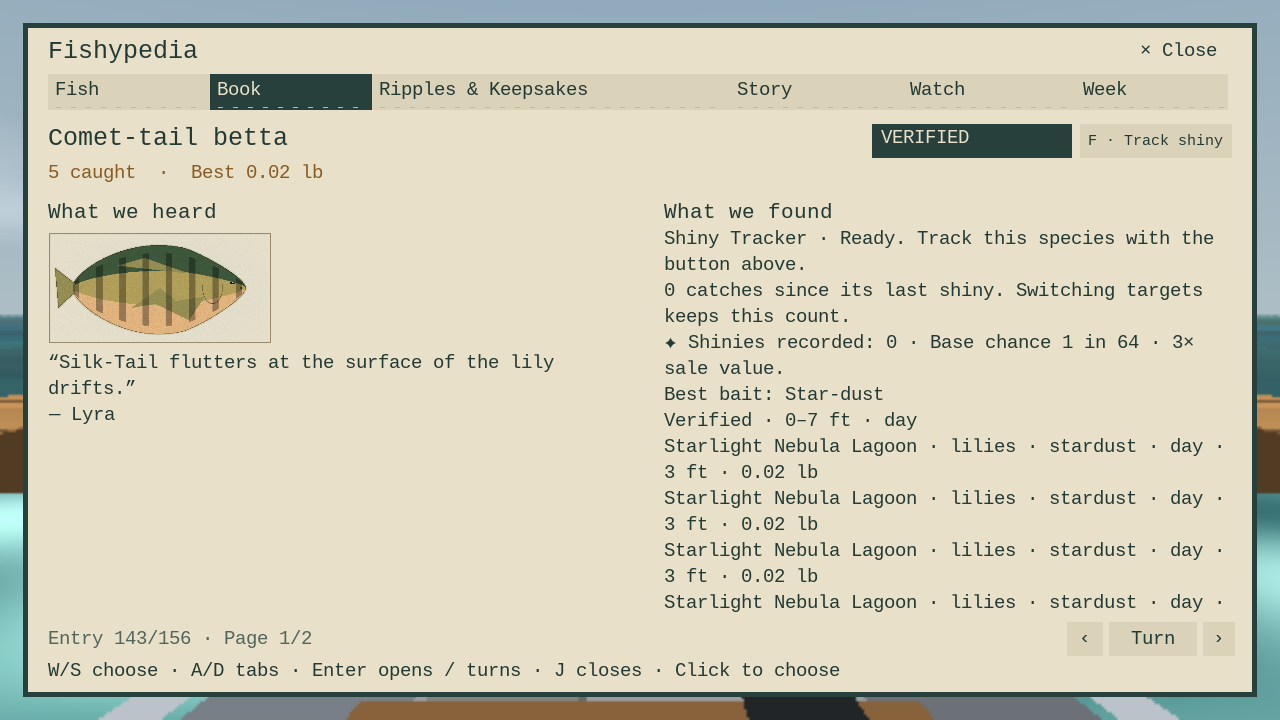 Fishypedia
× Close
Fish Book Ripples & Keepsakes Story Watch Week
Comet-tail betta
VERIFIED
F · Track shiny
5 caught · Best 0.02 lb
What we heard
“Silk-Tail flutters at the surface of the lily
drifts.”
— Lyra
What we found
Shiny Tracker · Ready. Track this species with the
button above.
0 catches since its last shiny. Switching targets
keeps this count.
✦ Shinies recorded: 0 · Base chance 1 in 64 · 3×
sale value.
Best bait: Star-dust
Verified · 0–7 ft · day
Starlight Nebula Lagoon · lilies · stardust · day ·
3 ft · 0.02 lb
Starlight Nebula Lagoon · lilies · stardust · day ·
3 ft · 0.02 lb
Starlight Nebula Lagoon · lilies · stardust · day ·
3 ft · 0.02 lb
Starlight Nebula Lagoon · lilies · stardust · day ·
Entry 143/156 · Page 1/2
‹ Turn ›
W/S choose · A/D tabs · Enter opens / turns · J closes · Click to choose